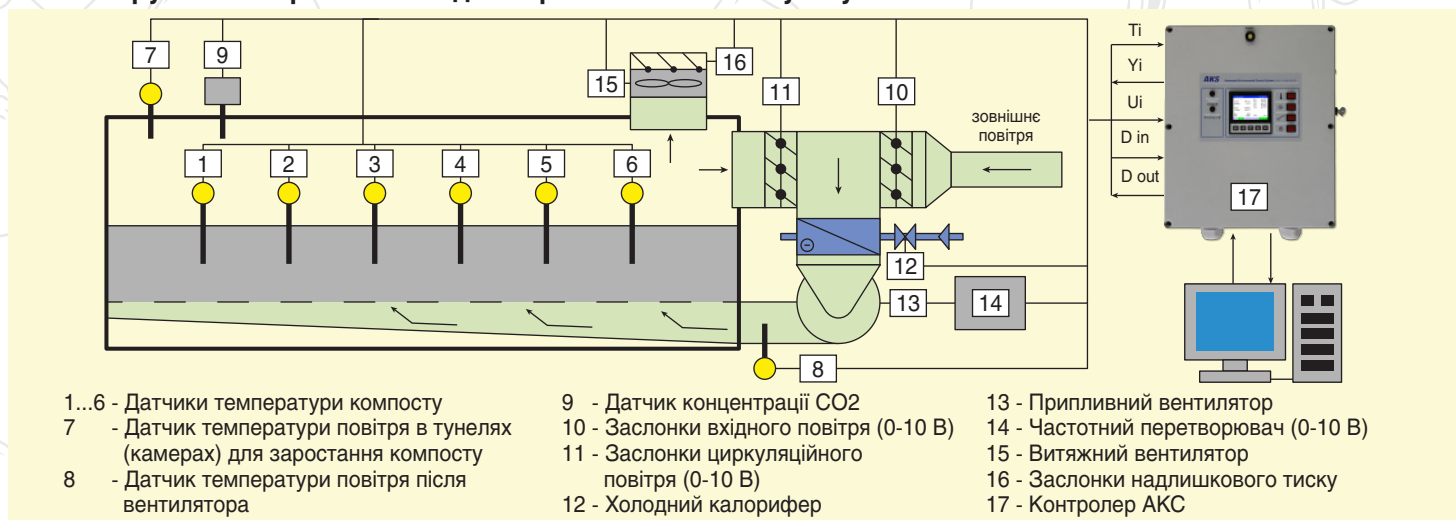 7
9
15
16
11
10
зовнішнє
повітря
Ti
Yi
Ui
D in
D out
AKS
17
1
2
3
4
5
6
12
13
14
8
1...6 - Датчики температури компосту
7 - Датчик температури повітря в тунелях
(камерах) для заростання компосту
8 - Датчик температури повітря після
вентилятора
9 - Датчик концентрації CO2
10 - Заслонки вхідного повітря (0-10 В)
11 - Заслонки циркуляційного
повітря (0-10 В)
12 - Холодний калорифер
13 - Припливний вентилятор
14 - Частотний перетворювач (0-10 В)
15 - Витяжний вентилятор
16 - Заслонки надлишкового тиску
17 - Контролер АКС